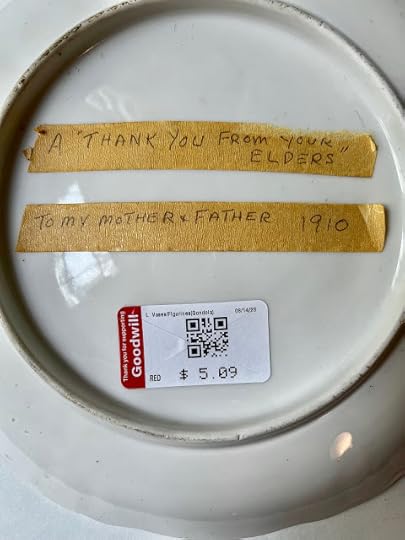 A "THANK YOU FROM YOUR
ELDERS"
TO MY MOTHER & FATHER 1910
L. Vases/Figurines(Gondola) 08/14/23
Thank you for supporting
Goodwill
RED $ 5.09